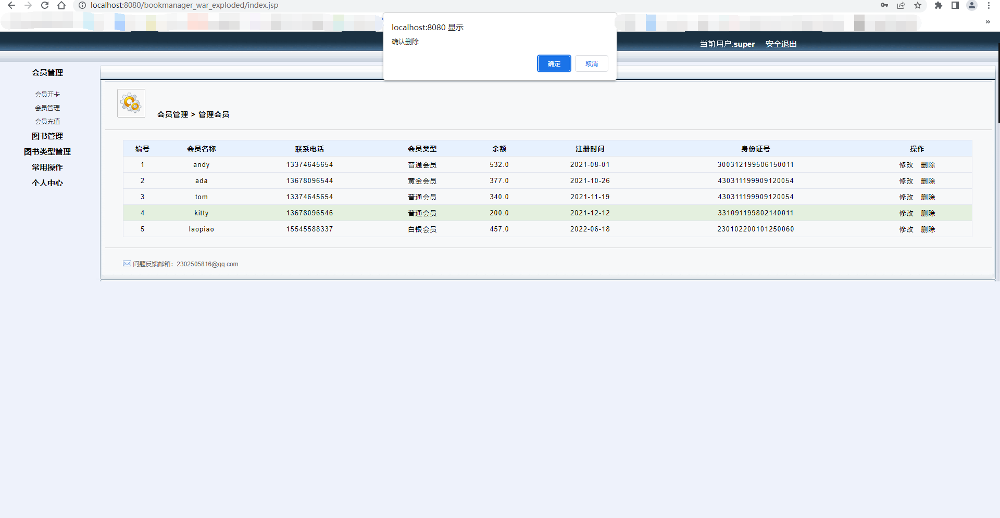 localhost:8080/bookmanager_war_exploded/index.jsp
localhost:8080 显示
确认删除
确定 取消
当前用户:super 安全退出
会员管理
会员开卡
会员管理
会员充值
图书管理
图书类型管理
常用操作
个人中心
会员管理 > 管理会员
编号 会员名称 联系电话 会员类型 余额 注册时间 身份证号 操作
1 andy 13374645654 普通会员 532.0 2021-08-01 300312199506150011 修改 删除
2 ada 13678096544 黄金会员 377.0 2021-10-26 430311199909120054 修改 删除
3 tom 13374645654 普通会员 340.0 2021-11-19 430311199909120054 修改 删除
4 kitty 13678096546 普通会员 200.0 2021-12-12 331091199802140011 修改 删除
5 laopiao 15545588337 白银会员 457.0 2022-06-18 230102200101250060 修改 删除
问题反馈邮箱：2302505816@qq.com